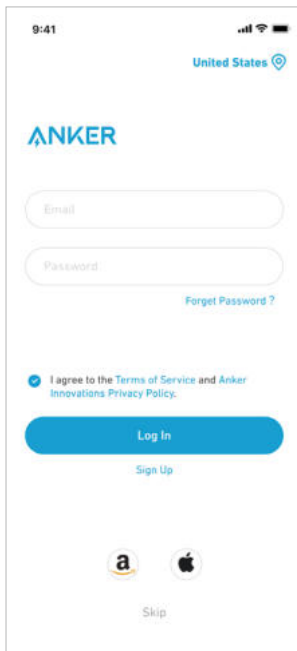 9:41
United States
ANKER
Email
Password
Forget Password ?
I agree to the Terms of Service and Anker
Innovations Privacy Policy.
Log In
Sign Up
a
Skip